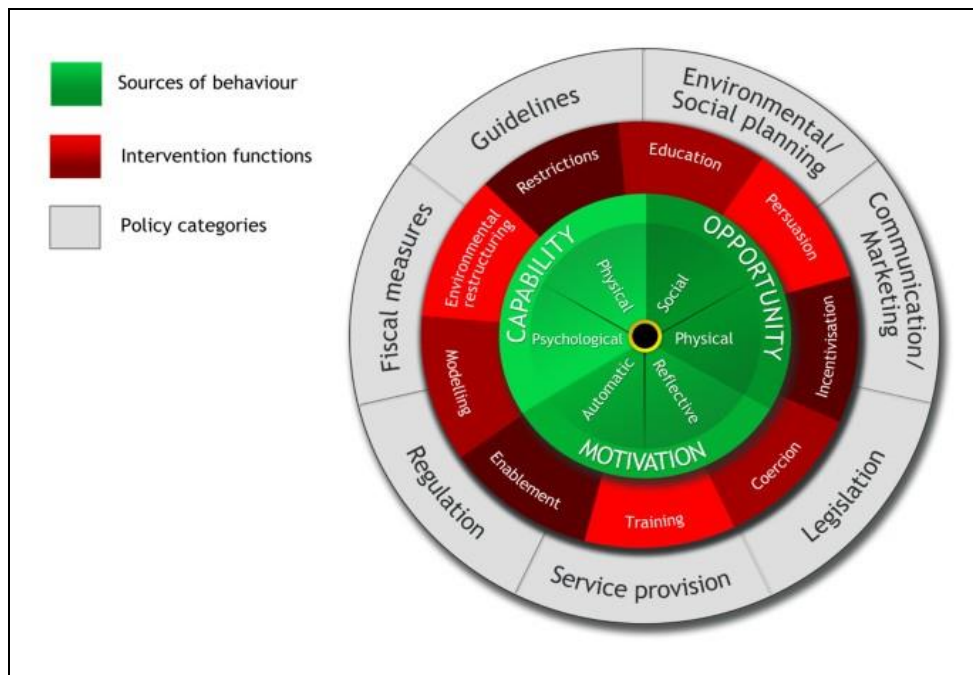 Sources of behaviour
Intervention functions
Policy categories
Guidelines
Environmental/
Social planning
Communication/
Marketing
Legislation
Service provision
Regulation
Fiscal measures
Restrictions
Education
Persuasion
Incentivisation
Coercion
Training
Enablement
Modelling
Environmental
restructuring
CAPABILITY
OPPORTUNITY
MOTIVATION
Physical
Social
Psychological
Physical
Automatic
Reflective